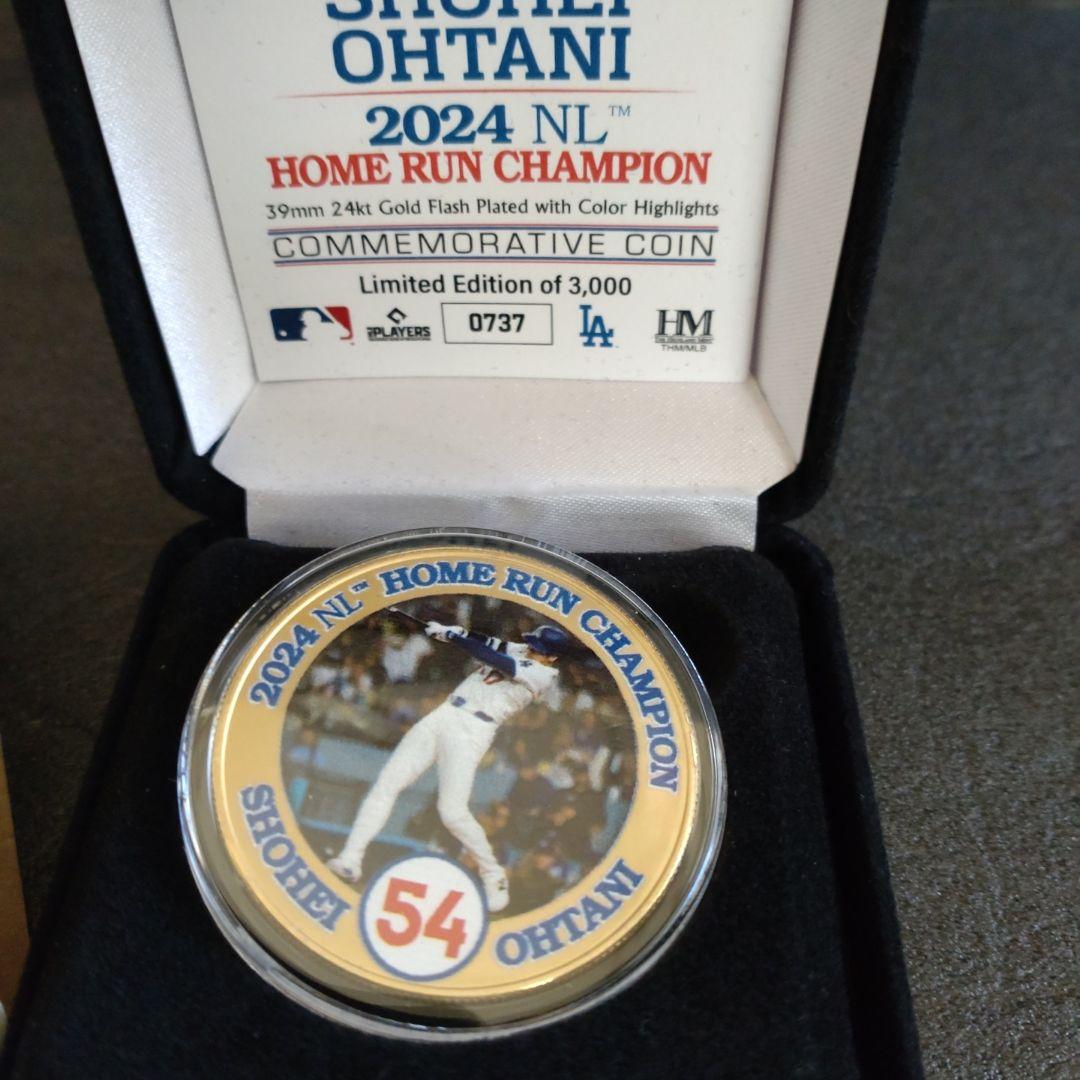 SHOHEI
OHTANI
2024 NL™
HOME RUN CHAMPION
39mm 24kt Gold Flash Plated with Color Highlights
COMMEMORATIVE COIN
Limited Edition of 3,000
PLAYERS
0737
LA
HM
THM/MLB
2024 NL™ HOME RUN CHAMPION
54
SHOHEI
OHTANI